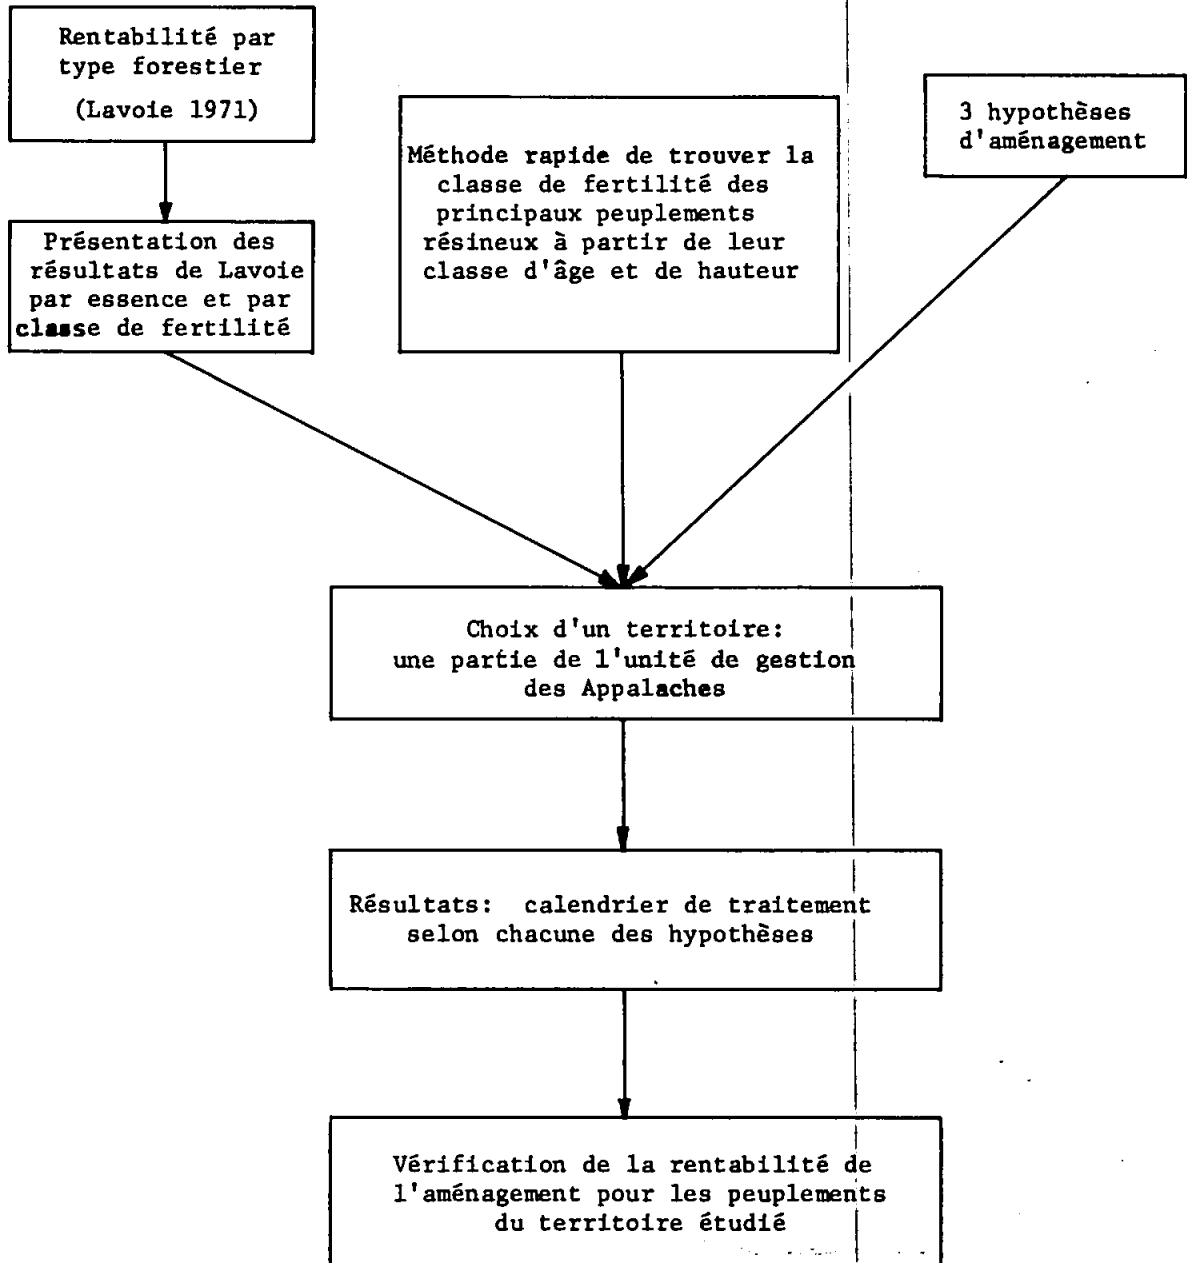 Rentabilité par
type forestier
(Lavoie 1971)
Présentation des
résultats de Lavoie
par essence et par
classe de fertilité
Méthode rapide de trouver la
classe de fertilité des
principaux peuplements
résineux à partir de leur
classe d'âge et de hauteur
3 hypothèses
d'aménagement
Choix d'un territoire:
une partie de l'unité de gestion
des Appalaches
Résultats: calendrier de traitement
selon chacune des hypothèses
Vérification de la rentabilité de
l'aménagement pour les peuplements
du territoire étudié